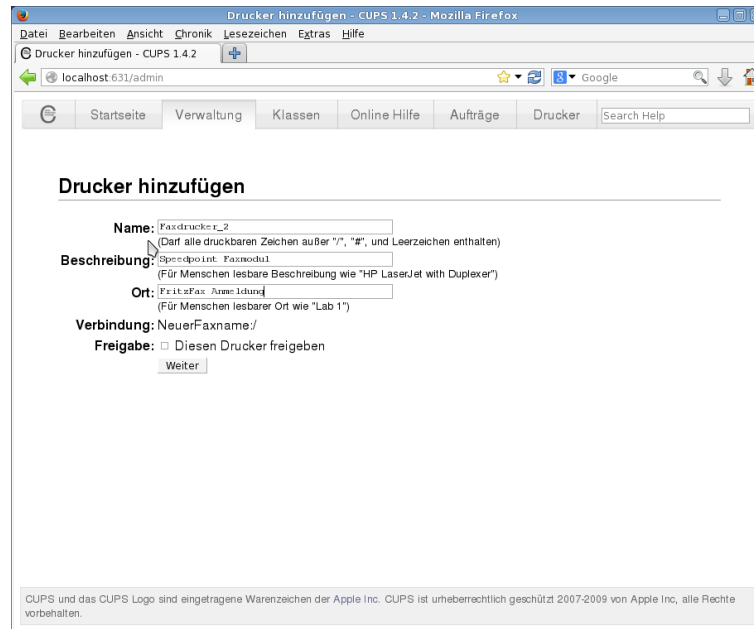 Drucker hinzufügen - CUPS 1.4.2 - Mozilla Firefox
Datei Bearbeiten Ansicht Chronik Lesezeichen Extras Hilfe
Drucker hinzufügen - CUPS 1.4.2
localhost:631/admin
Google
Startseite Verwaltung Klassen Online Hilfe Aufträge Drucker Search Help
Drucker hinzufügen
Name: Faxdrucker_2
(Darf alle druckbaren Zeichen außer "/", "#", und Leerzeichen enthalten)
Beschreibung: Speedpoint Faxmodul
(Für Menschen lesbare Beschreibung wie "HP LaserJet with Duplexer")
Ort: FritzFax Anmeldung
(Für Menschen lesbarer Ort wie "Lab 1")
Verbindung: NeuerFaxname:/
Freigabe: Diesen Drucker freigeben
Weiter
CUPS und das CUPS Logo sind eingetragene Warenzeichen der Apple Inc. CUPS ist urheberrechtlich geschützt 2007-2009 von Apple Inc, alle Rechte
vorbehalten.